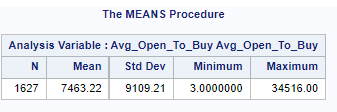 The MEANS Procedure
Analysis Variable : Avg_Open_To_Buy Avg_Open_To_Buy
N Mean Std Dev Minimum Maximum
1627 7463.22 9109.21 3.0000000 34516.00